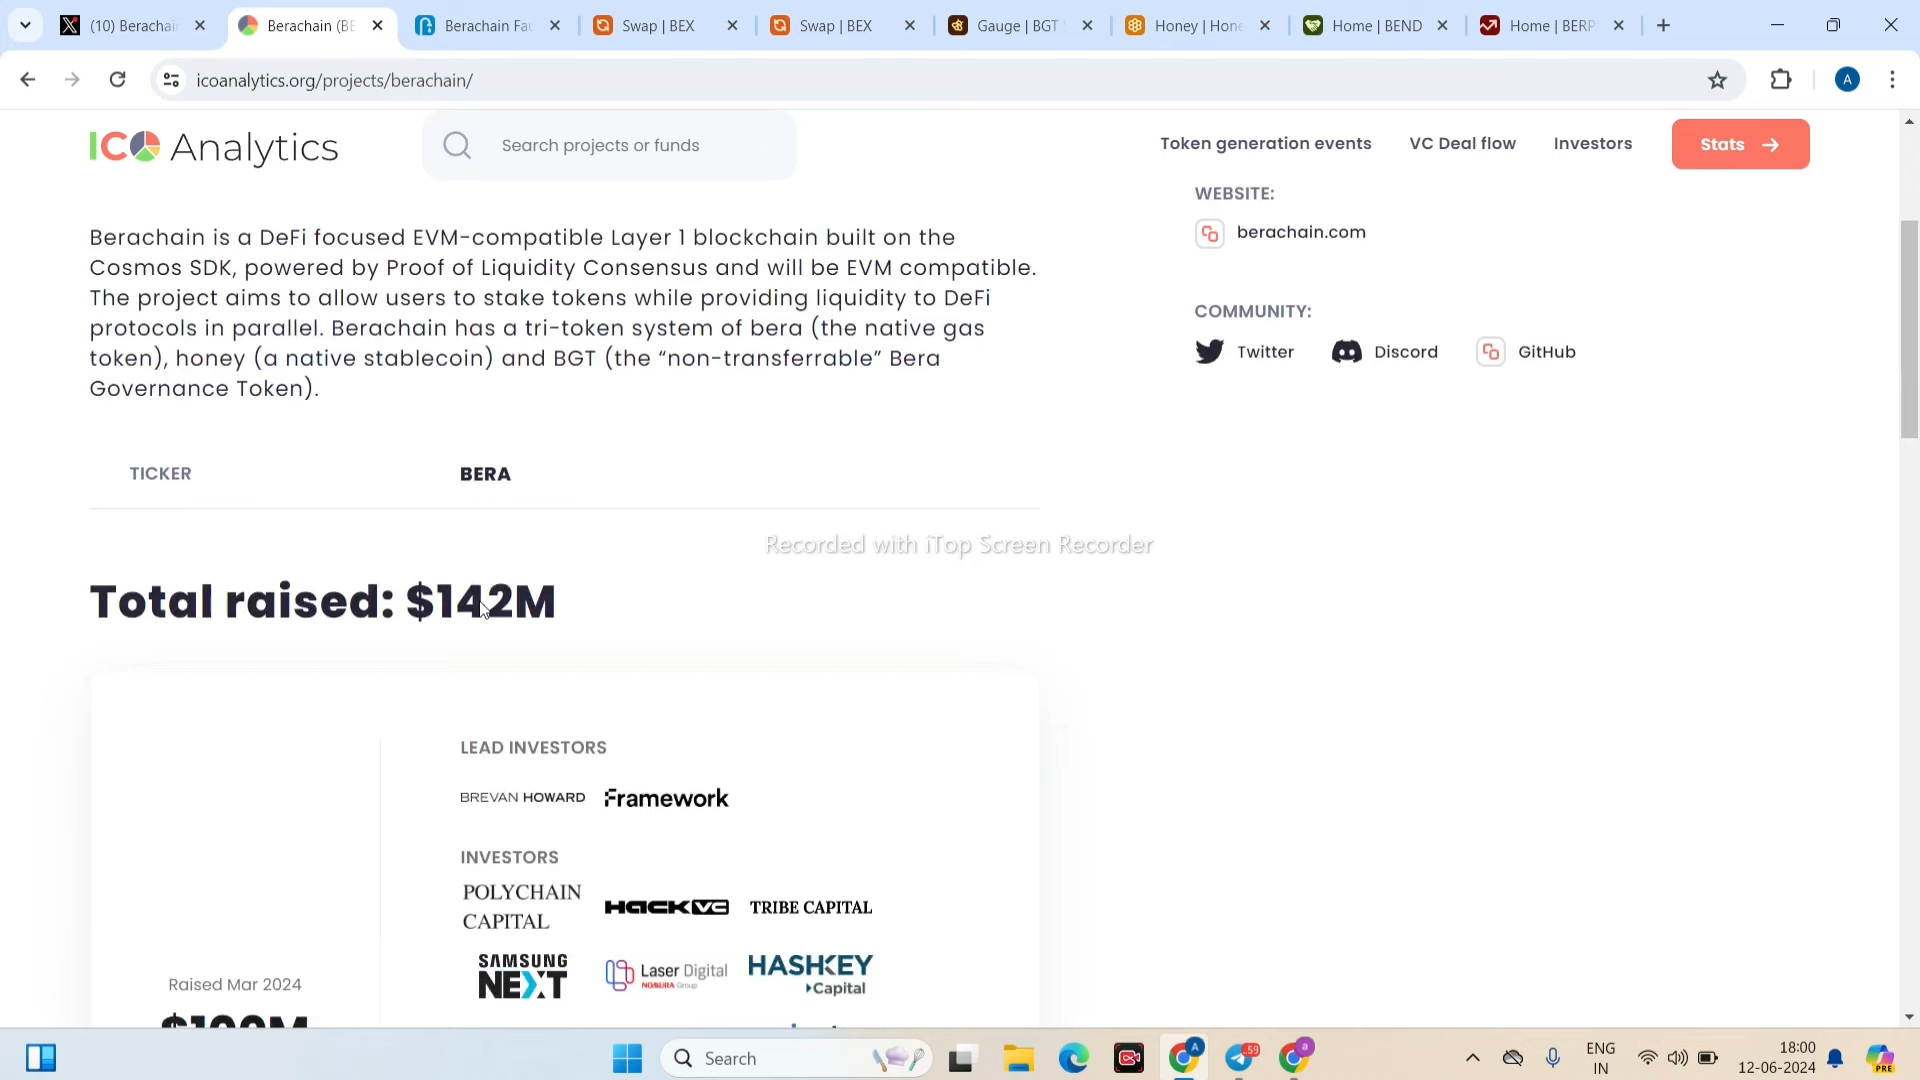 (10) Berachain
Berachain (BE
Berachain Fau
Swap | BEX
Swap | BEX
Gauge | BGT
Honey | Hone
Home | BEND
Home | BERP
icoanalytics.org/projects/berachain/
A
ICO Analytics
Search projects or funds
Token generation events
VC Deal flow
Investors
Stats →
WEBSITE:
berachain.com
COMMUNITY:
Twitter
Discord
GitHub
Berachain is a DeFi focused EVM-compatible Layer 1 blockchain built on the
Cosmos SDK, powered by Proof of Liquidity Consensus and will be EVM compatible.
The project aims to allow users to stake tokens while providing liquidity to DeFi
protocols in parallel. Berachain has a tri-token system of bera (the native gas
token), honey (a native stablecoin) and BGT (the “non-transferrable” Bera
Governance Token).
TICKER
BERA
Recorded with iTop Screen Recorder
Total raised: $142M
LEAD INVESTORS
BREVAN HOWARD
Framework
INVESTORS
POLYCHAIN
CAPITAL
HACKVC
TRIBE CAPITAL
SAMSUNG
NEXT
Laser Digital
NOMURA Group
HASHKEY
Capital
Raised Mar 2024
$100M
Search
A
59
a
ENG
IN
18:00
12-06-2024
PRE